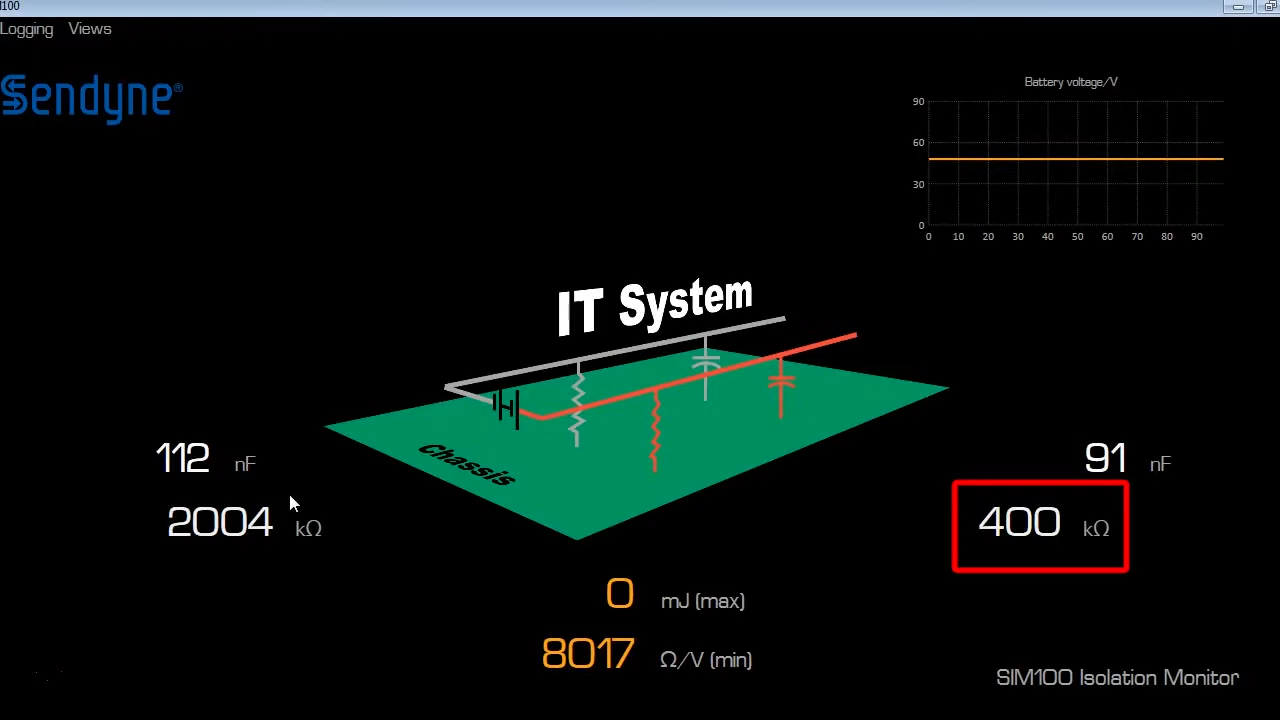 100
Logging Views
Sendyne®
Battery voltage/V
90
60
30
0
0 10 20 30 40 50 60 70 80 90
IT System
Chassis
112 nF
91 nF
2004 kΩ
400 kΩ
0 mJ (max)
8017 Ω/V (min)
SIM100 Isolation Monitor